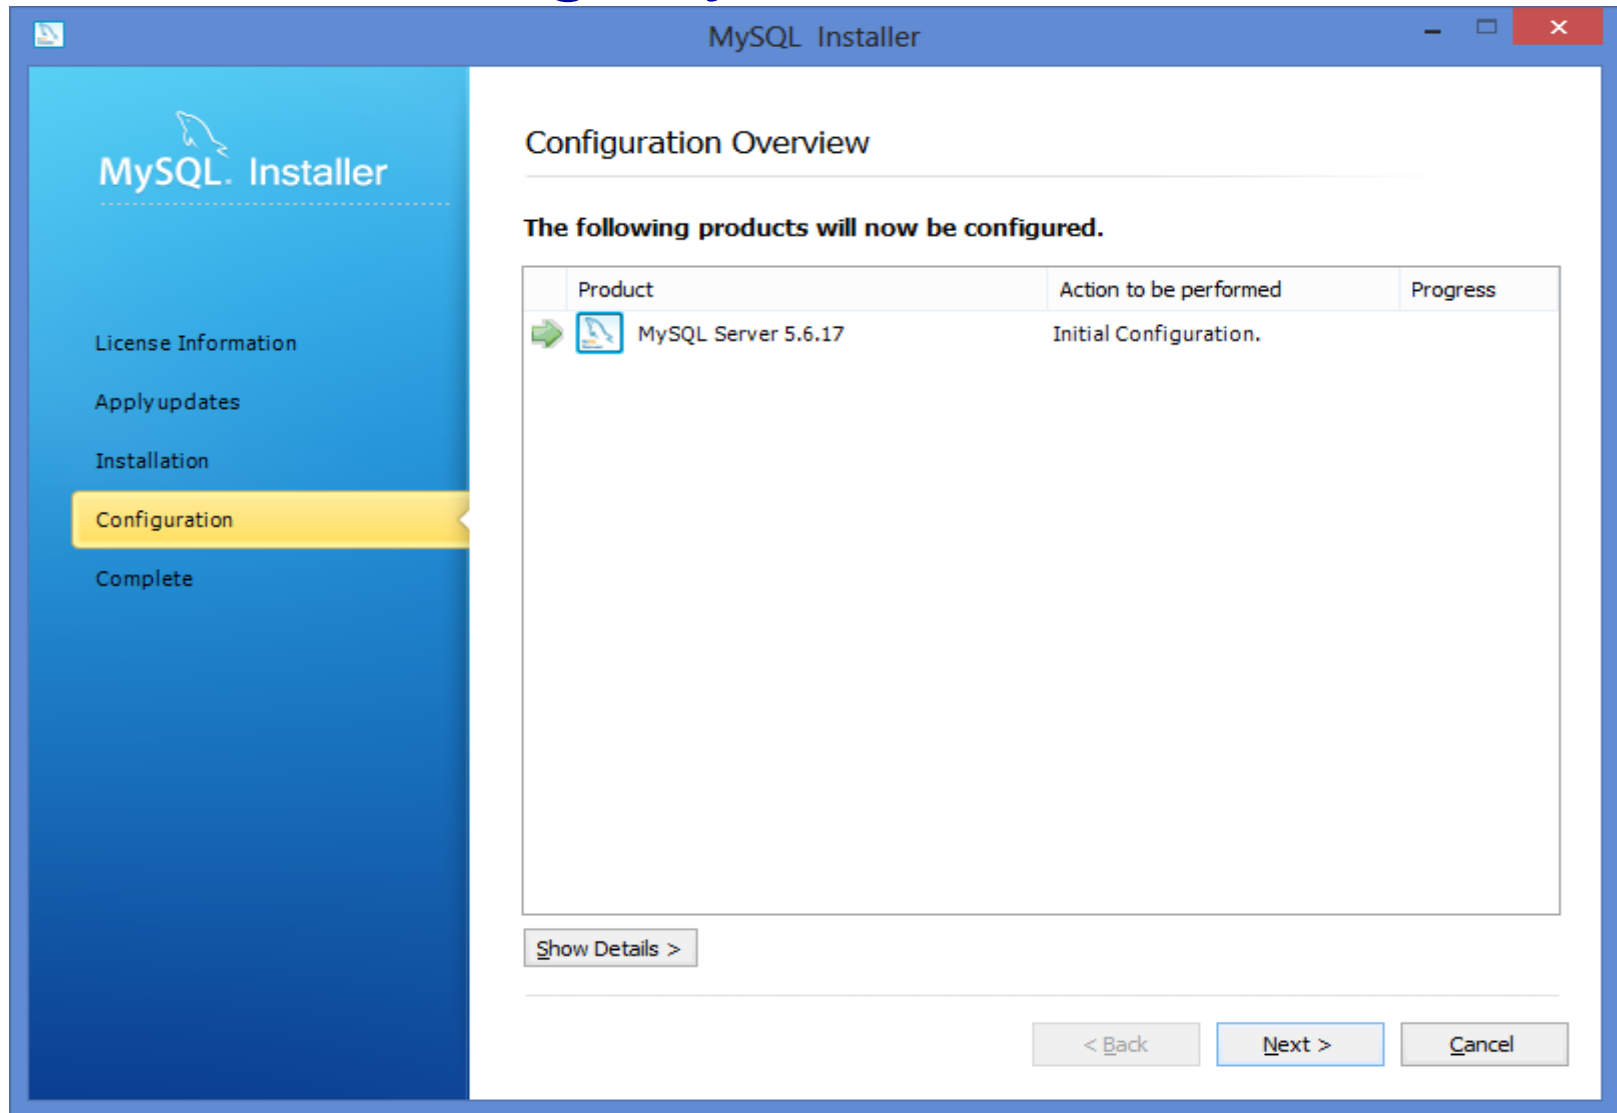 MySQL Installer
MySQL. Installer
License Information
Apply updates
Installation
Configuration
Complete
Configuration Overview
The following products will now be configured.
Product Action to be performed Progress
MySQL Server 5.6.17 Initial Configuration.
Show Details >
< Back Next > Cancel